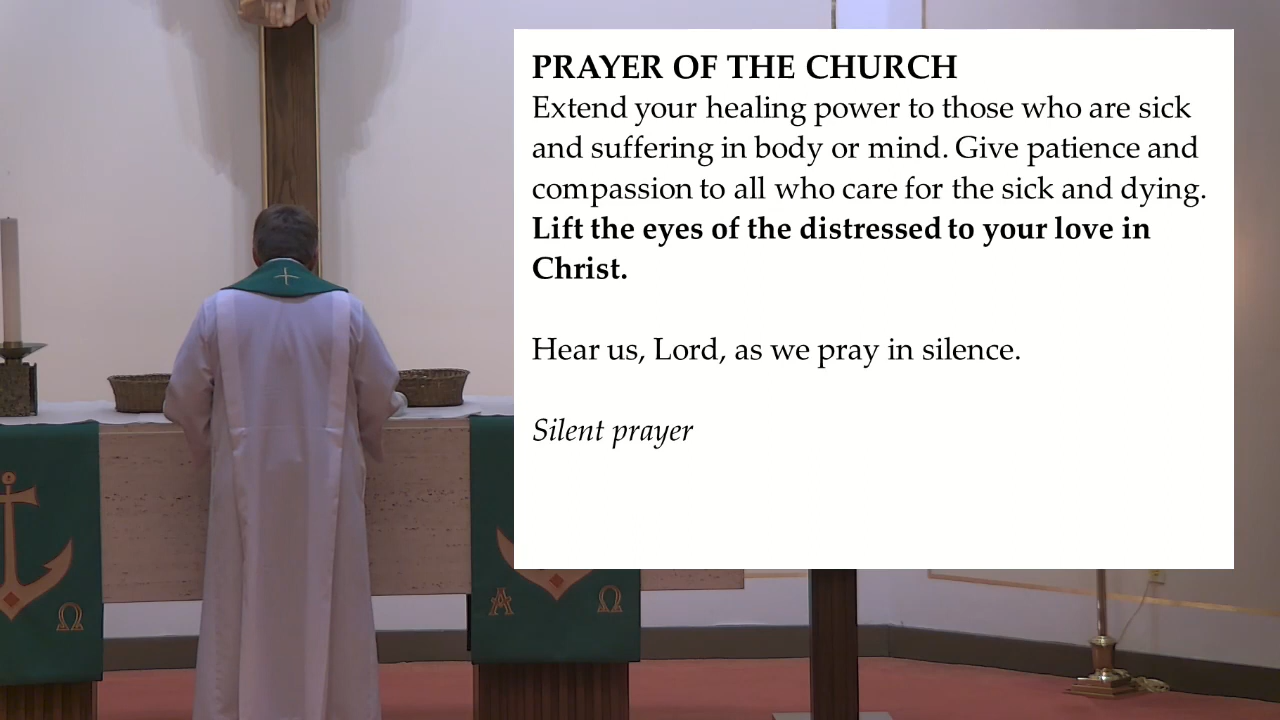 PRAYER OF THE CHURCH
Extend your healing power to those who are sick
and suffering in body or mind. Give patience and
compassion to all who care for the sick and dying.
Lift the eyes of the distressed to your love in
Christ.
Hear us, Lord, as we pray in silence.
Silent prayer
Ω
Α Ω